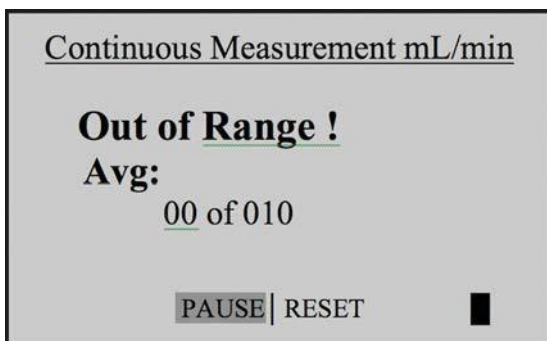 Continuous Measurement mL/min
Out of Range !
Avg:
00 of 010
PAUSE | RESET